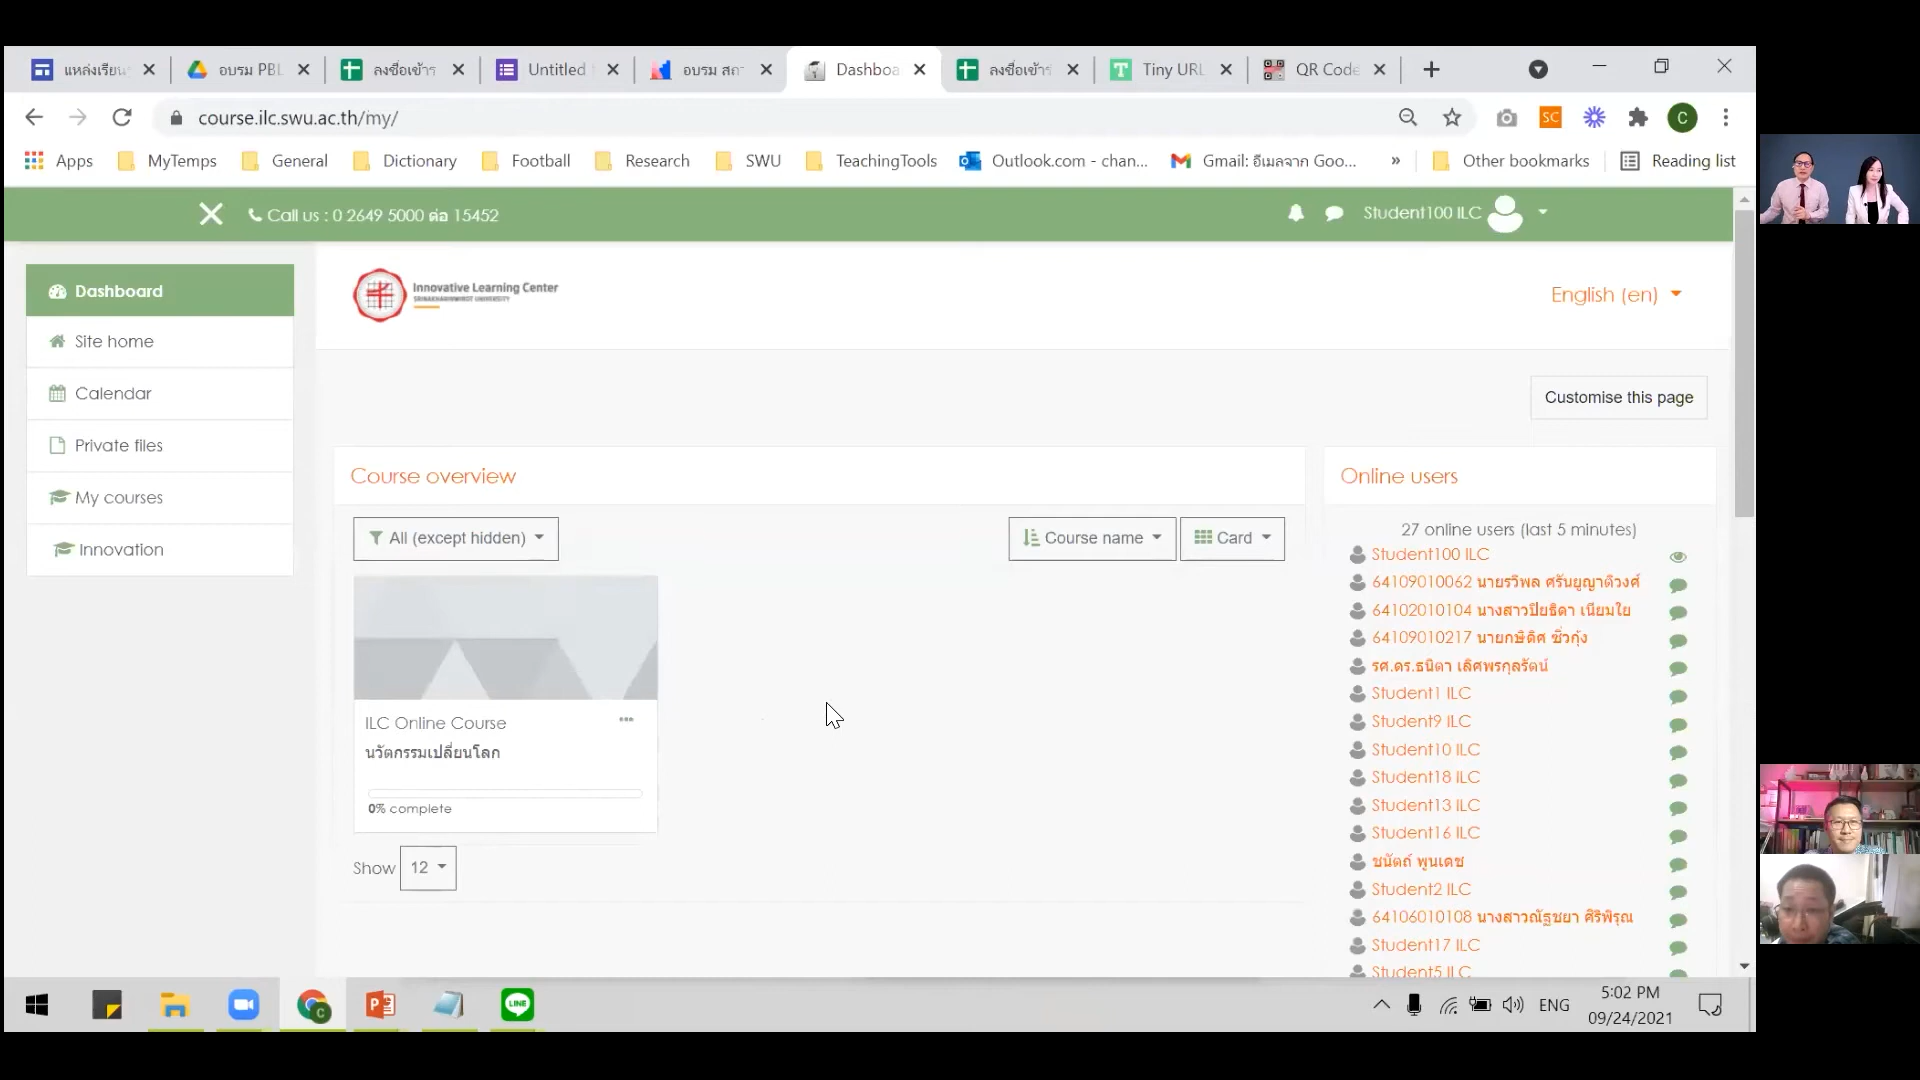 แหล่งเรียน
อบรม PBL
ลงชื่อเข้าร
Untitled
อบรม สถา
Dashboa
ลงชื่อเข้าร
Tiny URL
QR Code
course.ilc.swu.ac.th/my/
SC
C
Apps
MyTemps
General
Dictionary
Football
Research
SWU
TeachingTools
Outlook.com - chan...
Gmail: อีเมลจาก Goo...
»
Other bookmarks
Reading list
Call us : 0 2649 5000 ต่อ 15452
Student100 ILC
Dashboard
Site home
Calendar
Private files
My courses
Innovation
Innovative Learning Center
SRINAKHARINWIROT UNIVERSITY
English (en)
Customise this page
Course overview
All (except hidden)
Course name
Card
ILC Online Course
นวัตกรรมเปลี่ยนโลก
0% complete
Show 12
Online users
27 online users (last 5 minutes)
Student100 ILC
64109010062 นายรวิพล ศรันยูญาติวงศ์
64102010104 นางสาวปิยธิดา เนียมใย
64109010217 นายกษิดิศ ซิ่วกุ้ง
รศ.ดร.ธนิตา เลิศพรกุลรัตน์
Student1 ILC
Student9 ILC
Student10 ILC
Student18 ILC
Student13 ILC
Student16 ILC
ชนัตถ์ พูนเดช
Student2 ILC
64106010108 นางสาวณัฐชยา ศิริพิรุณ
Student17 ILC
Student5 ILC
LINE
ENG
5:02 PM
09/24/2021